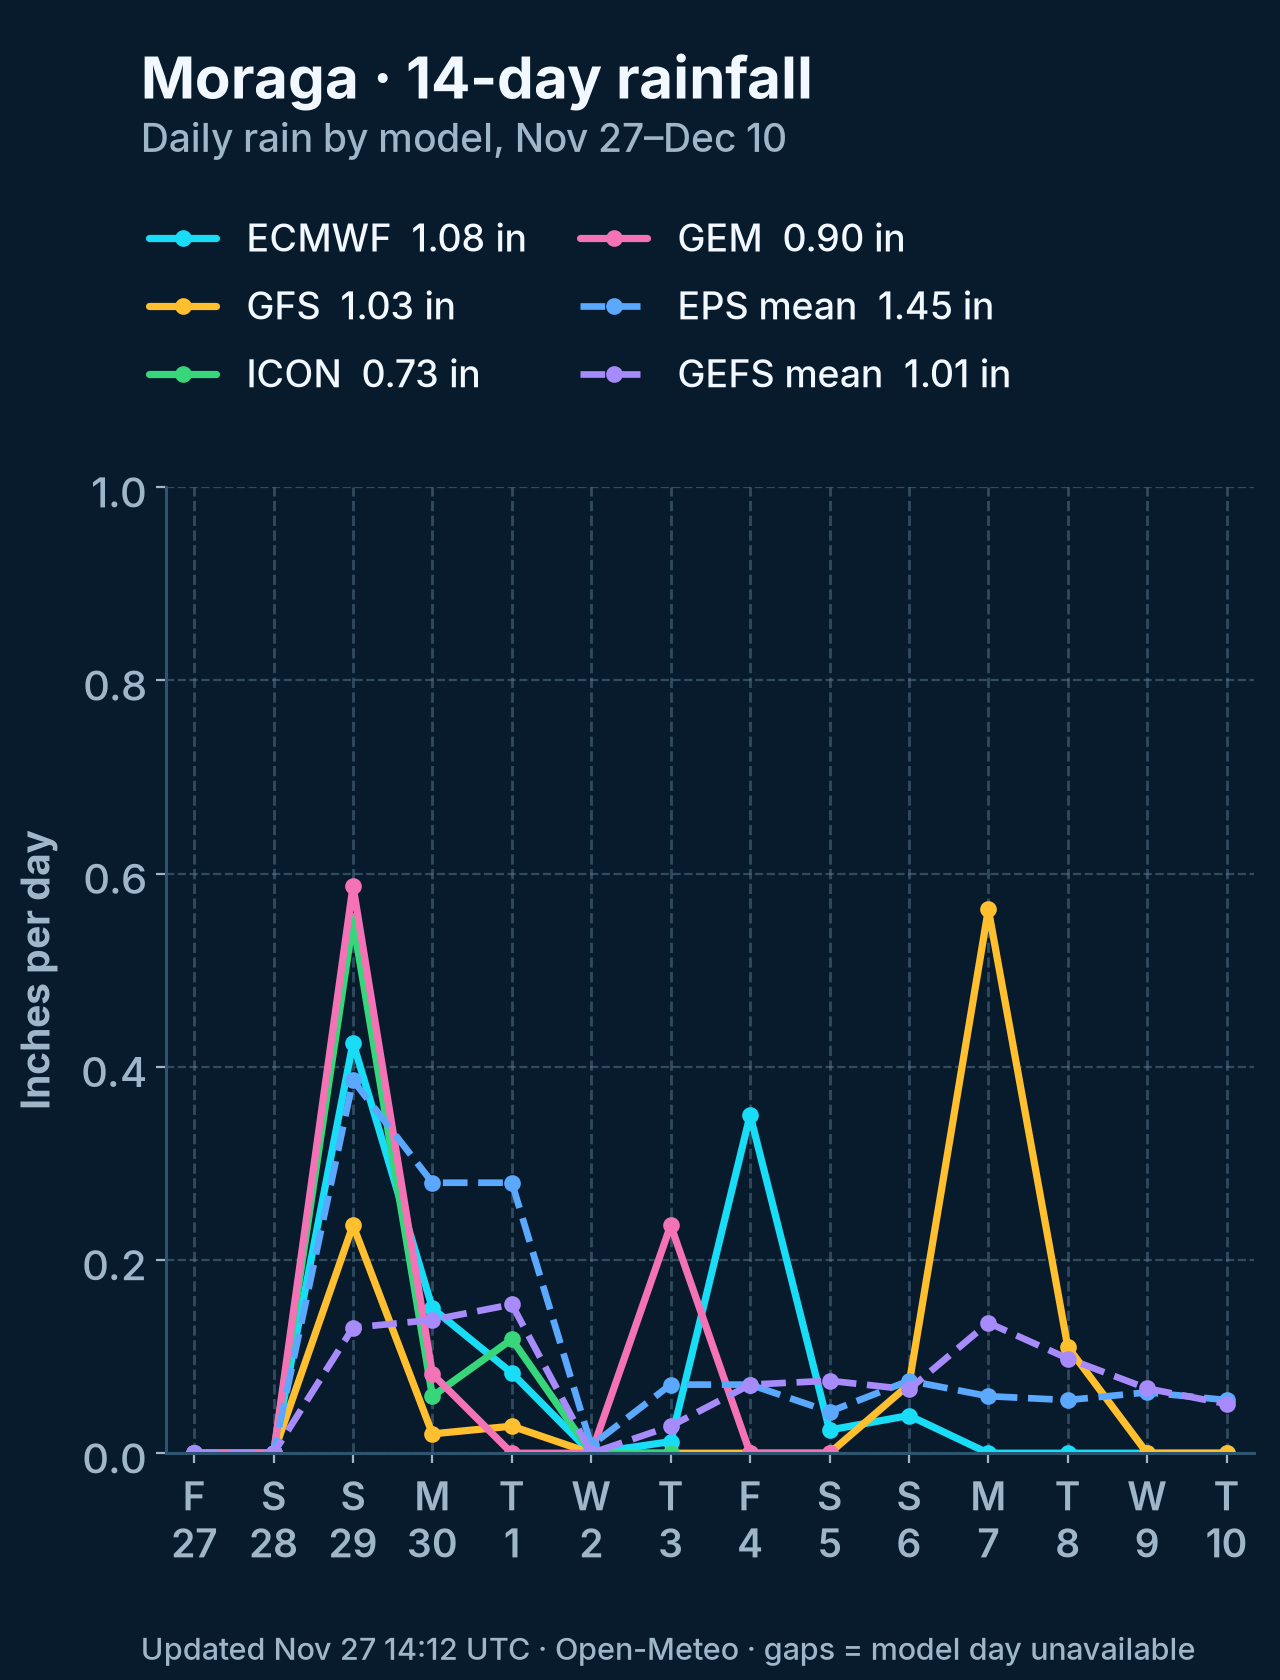 Moraga · 14-day rainfall
Daily rain by model, Nov 27–Dec 10
ECMWF 1.08 in
GEM 0.90 in
GFS 1.03 in
EPS mean 1.45 in
ICON 0.73 in
GEFS mean 1.01 in
Inches per day
1.0
0.8
0.6
0.4
0.2
0.0
F S S M T W T F S S M T W T
27 28 29 30 1 2 3 4 5 6 7 8 9 10
Updated Nov 27 14:12 UTC · Open-Meteo · gaps = model day unavailable